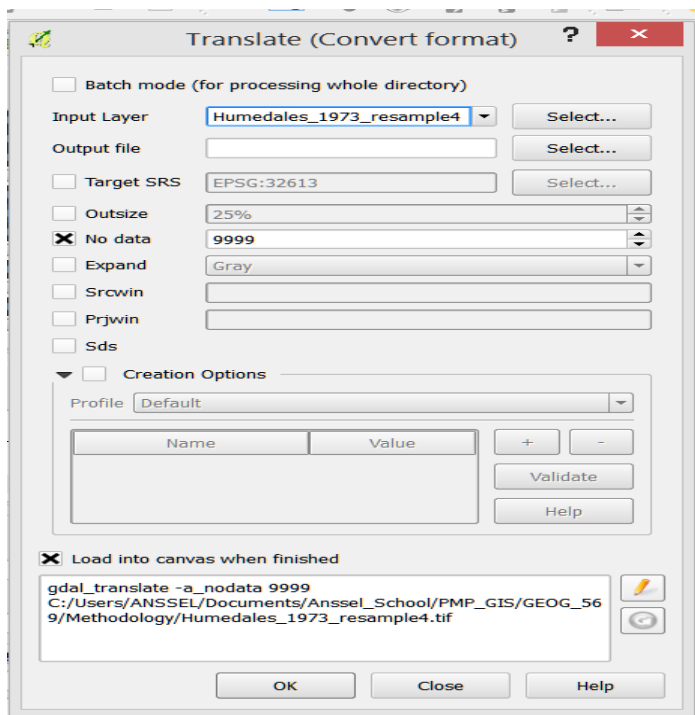 Translate (Convert format) ? ×
Batch mode (for processing whole directory)
Input Layer Humedales_1973_resample4 Select...
Output file Select...
Target SRS EPSG:32613 Select...
Outsize 25%
No data 9999
Expand Gray
Srcwin
Prjwin
Sds
Creation Options
Profile Default
Name Value + -
Validate
Help
Load into canvas when finished
gdal_translate -a_nodata 9999
C:/Users/ANSSEL/Documents/Anssel_School/PMP_GIS/GEOG_56
9/Methodology/Humedales_1973_resample4.tif
OK Close Help